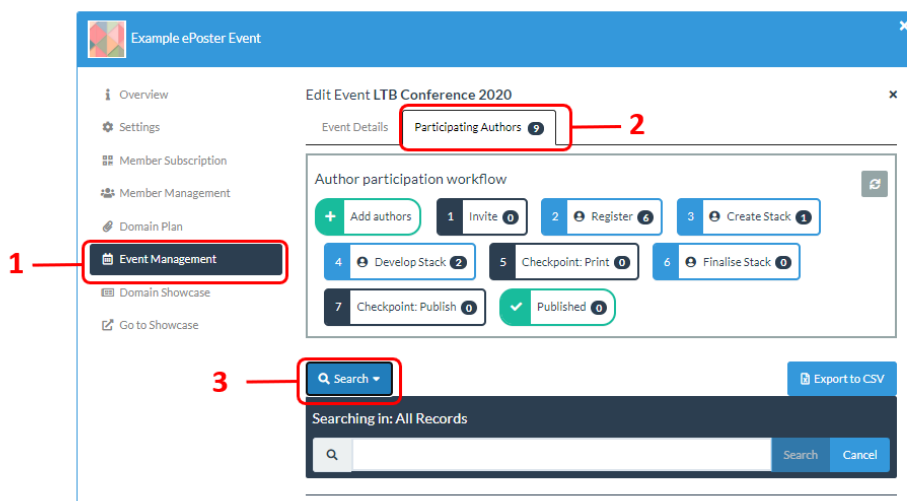 Example ePoster Event
×
Overview
Settings
Member Subscription
Member Management
Domain Plan
1
Event Management
Domain Showcase
Go to Showcase
Edit Event LTB Conference 2020
×
Event Details Participating Authors 9
2
Author participation workflow
+ Add authors 1 Invite 0 2 Register 6 3 Create Stack 1
4 Develop Stack 2 5 Checkpoint: Print 0 6 Finalise Stack 0
7 Checkpoint: Publish 0 Published 0
3
Search Export to CSV
Searching in: All Records
Search Cancel